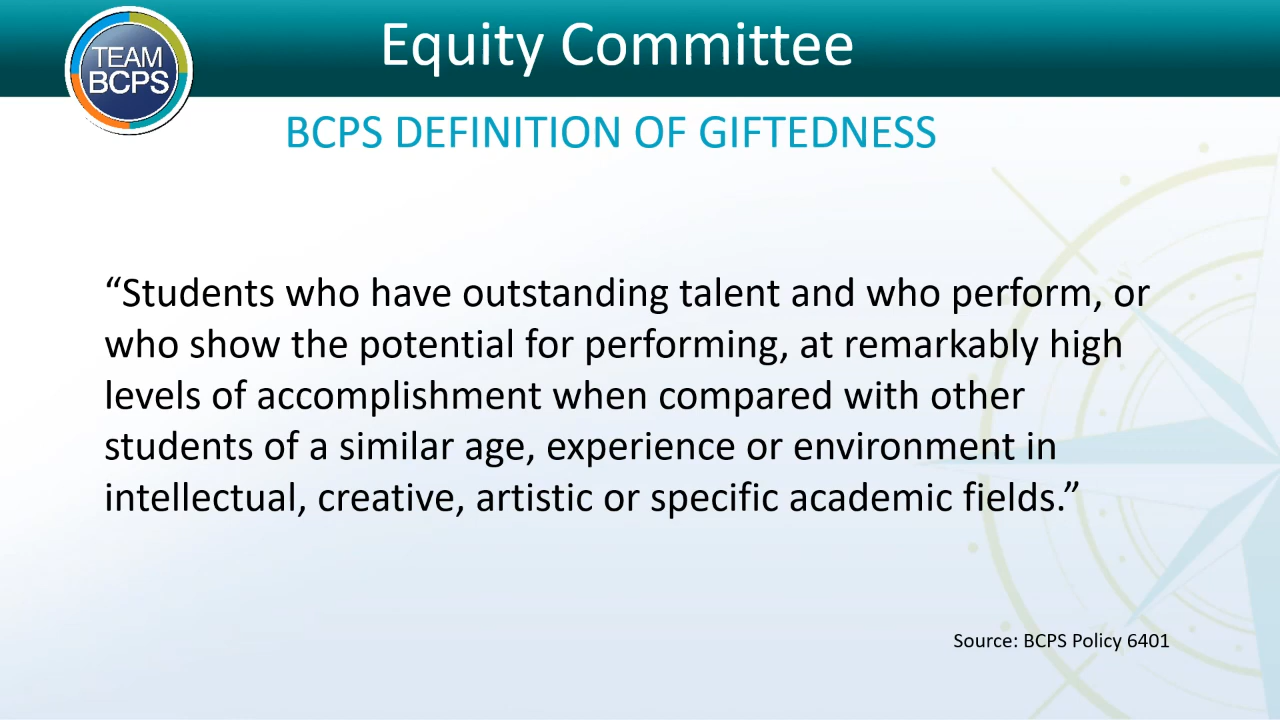 TEAM
BCPS
Equity Committee
BCPS DEFINITION OF GIFTEDNESS
“Students who have outstanding talent and who perform, or
who show the potential for performing, at remarkably high
levels of accomplishment when compared with other
students of a similar age, experience or environment in
intellectual, creative, artistic or specific academic fields.”
Source: BCPS Policy 6401